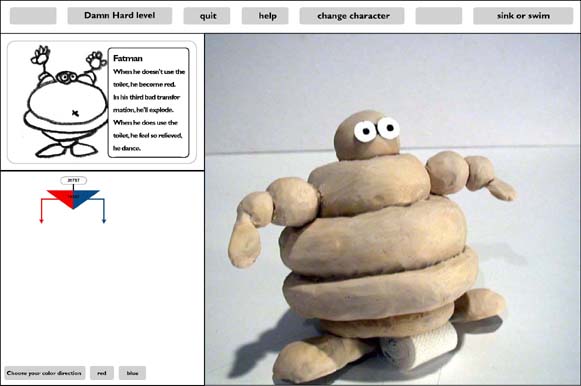 Damn Hard level
quit
help
change character
sink or swim
Fatman
When he doesn't use the
toilet, he become red.
In his third bad transfor
mation, he'll explode.
When he does use the
toilet, he feel so relieved,
he dance.
Choose your color direction
red
blue